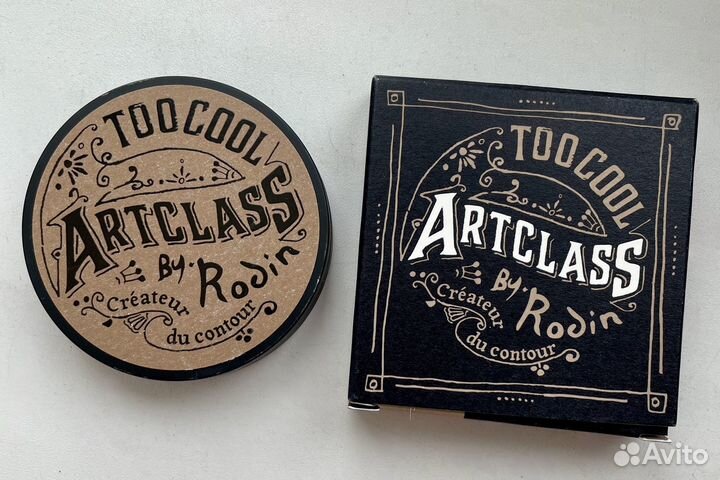 TOO COOL
ARTCLASS
By. Rodin
Créateur
du contour
TOO COOL
ARTCLASS
By. Rodin
Créateur
du contour
Avito